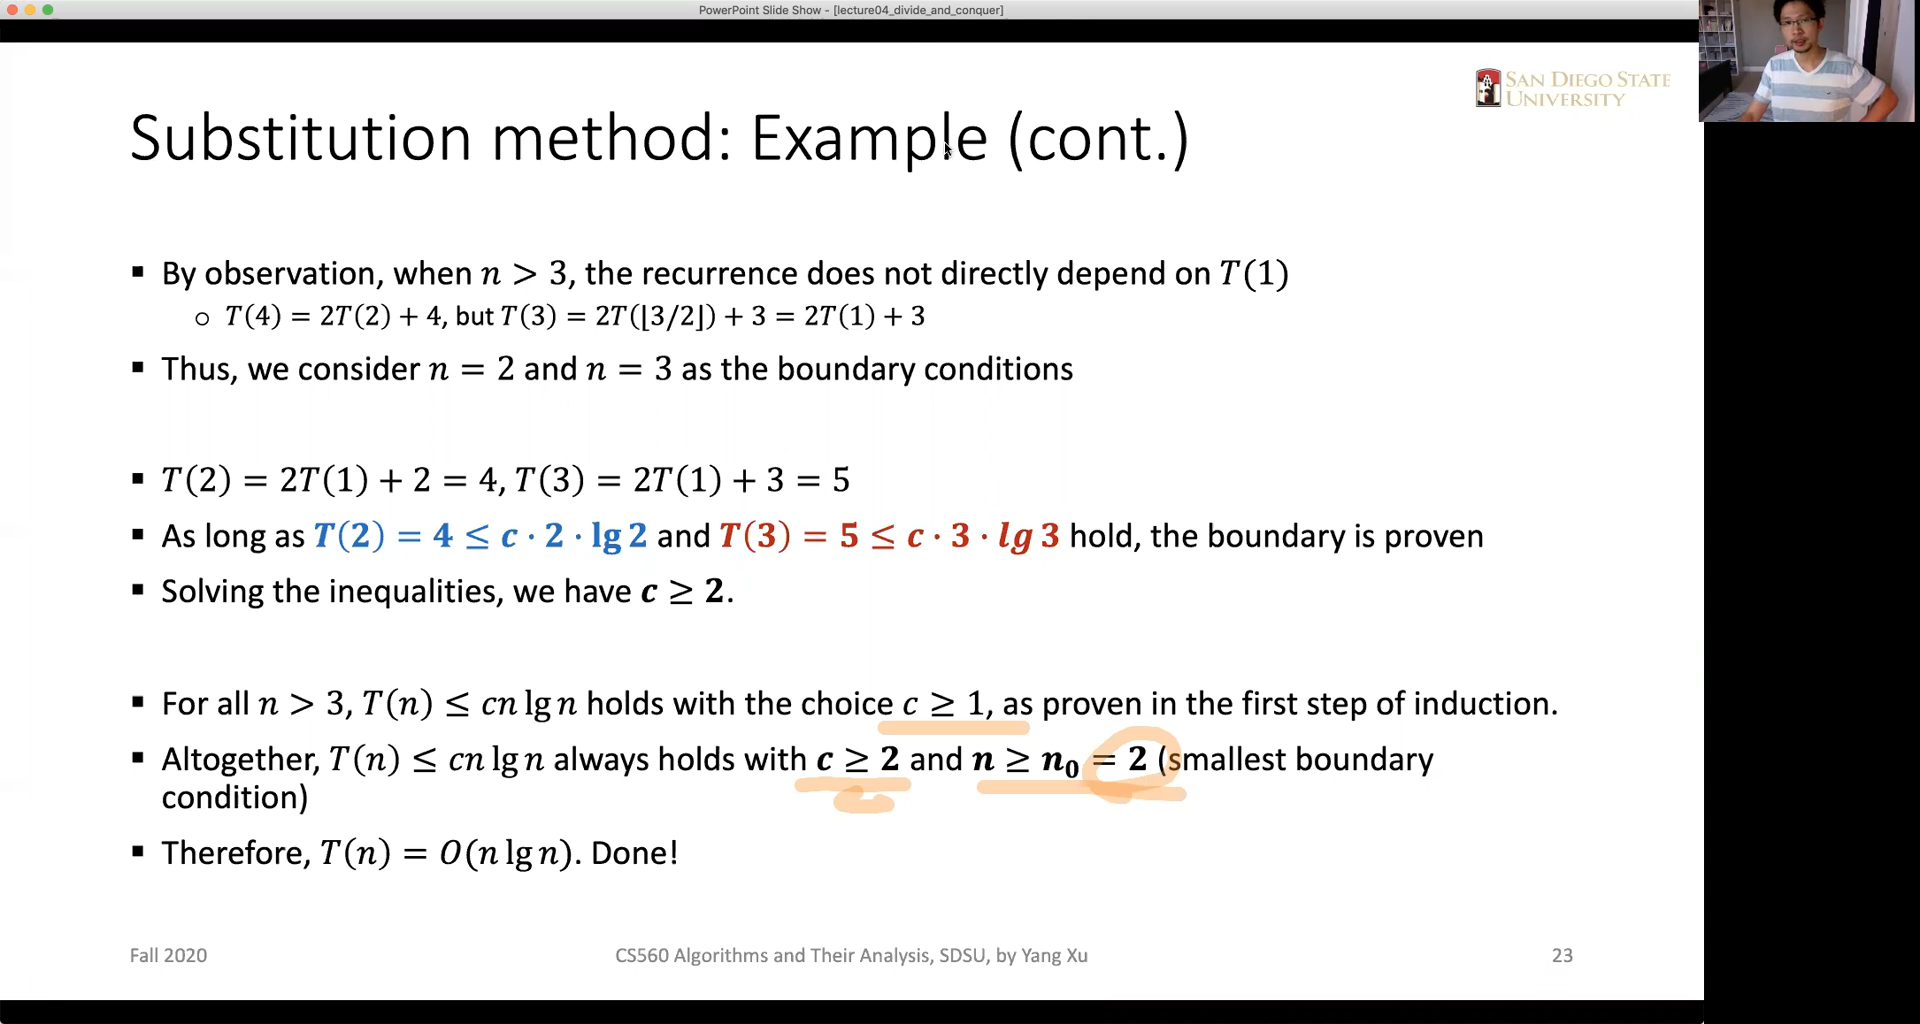 PowerPoint Slide Show - [lecture04_divide_and_conquer]
SAN DIEGO STATE
UNIVERSITY
Substitution method: Example (cont.)
▪ By observation, when n > 3, the recurrence does not directly depend on T(1)
o T(4) = 2T(2) + 4, but T(3) = 2T(⌊3/2⌋) + 3 = 2T(1) + 3
▪ Thus, we consider n = 2 and n = 3 as the boundary conditions
▪ T(2) = 2T(1) + 2 = 4, T(3) = 2T(1) + 3 = 5
▪ As long as T(2) = 4 ≤ c · 2 · lg 2 and T(3) = 5 ≤ c · 3 · lg 3 hold, the boundary is proven
▪ Solving the inequalities, we have c ≥ 2.
▪ For all n > 3, T(n) ≤ cn lg n holds with the choice c ≥ 1, as proven in the first step of induction.
▪ Altogether, T(n) ≤ cn lg n always holds with c ≥ 2 and n ≥ n₀ = 2 (smallest boundary
condition)
▪ Therefore, T(n) = O(n lg n). Done!
Fall 2020
CS560 Algorithms and Their Analysis, SDSU, by Yang Xu
23